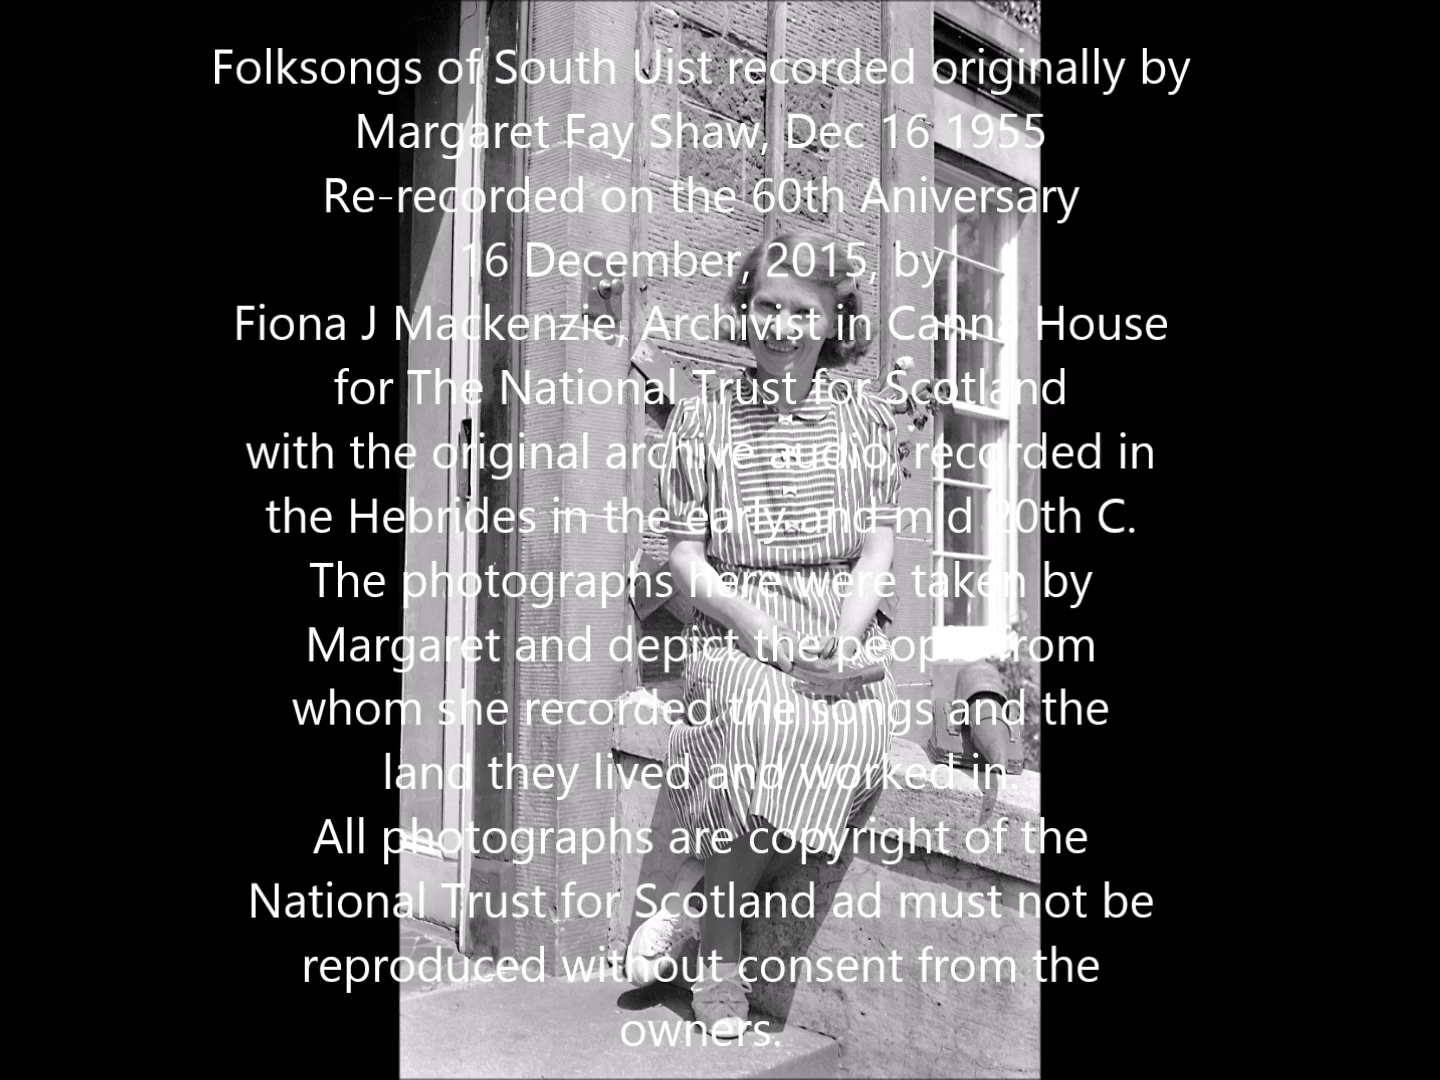 Folksongs of South Uist recorded originally by
Margaret Fay Shaw, Dec 16 1955
Re-recorded on the 60th Aniversary
16 December, 2015, by
Fiona J Mackenzie, Archivist in Canna House
for The National Trust for Scotland
with the original archive audio, recorded in
the Hebrides in the early and mid 20th C.
The photographs here were taken by
Margaret and depict the people from
whom she recorded the songs and the
land they lived and worked in.
All photographs are copyright of the
National Trust for Scotland ad must not be
reproduced without consent from the
owners.